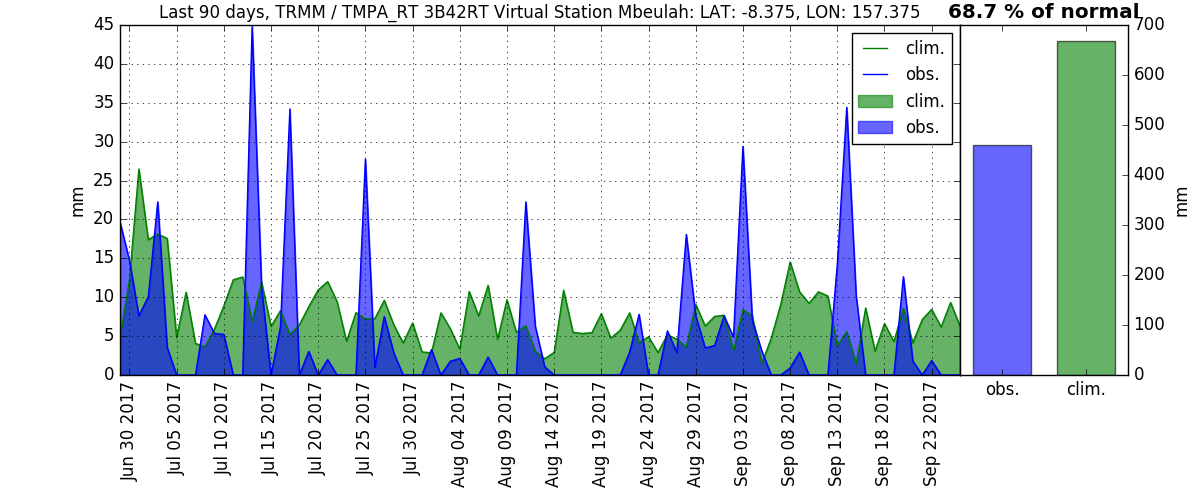 Last 90 days, TRMM / TMPA_RT 3B42RT Virtual Station Mbeulah: LAT: -8.375, LON: 157.375
68.7 % of normal
45
40
35
30
25
20
15
10
5
0
mm
clim.
obs.
clim.
obs.
Jun 30 2017
Jul 05 2017
Jul 10 2017
Jul 15 2017
Jul 20 2017
Jul 25 2017
Jul 30 2017
Aug 04 2017
Aug 09 2017
Aug 14 2017
Aug 19 2017
Aug 24 2017
Aug 29 2017
Sep 03 2017
Sep 08 2017
Sep 13 2017
Sep 18 2017
Sep 23 2017
700
600
500
400
300
200
100
0
mm
obs.
clim.